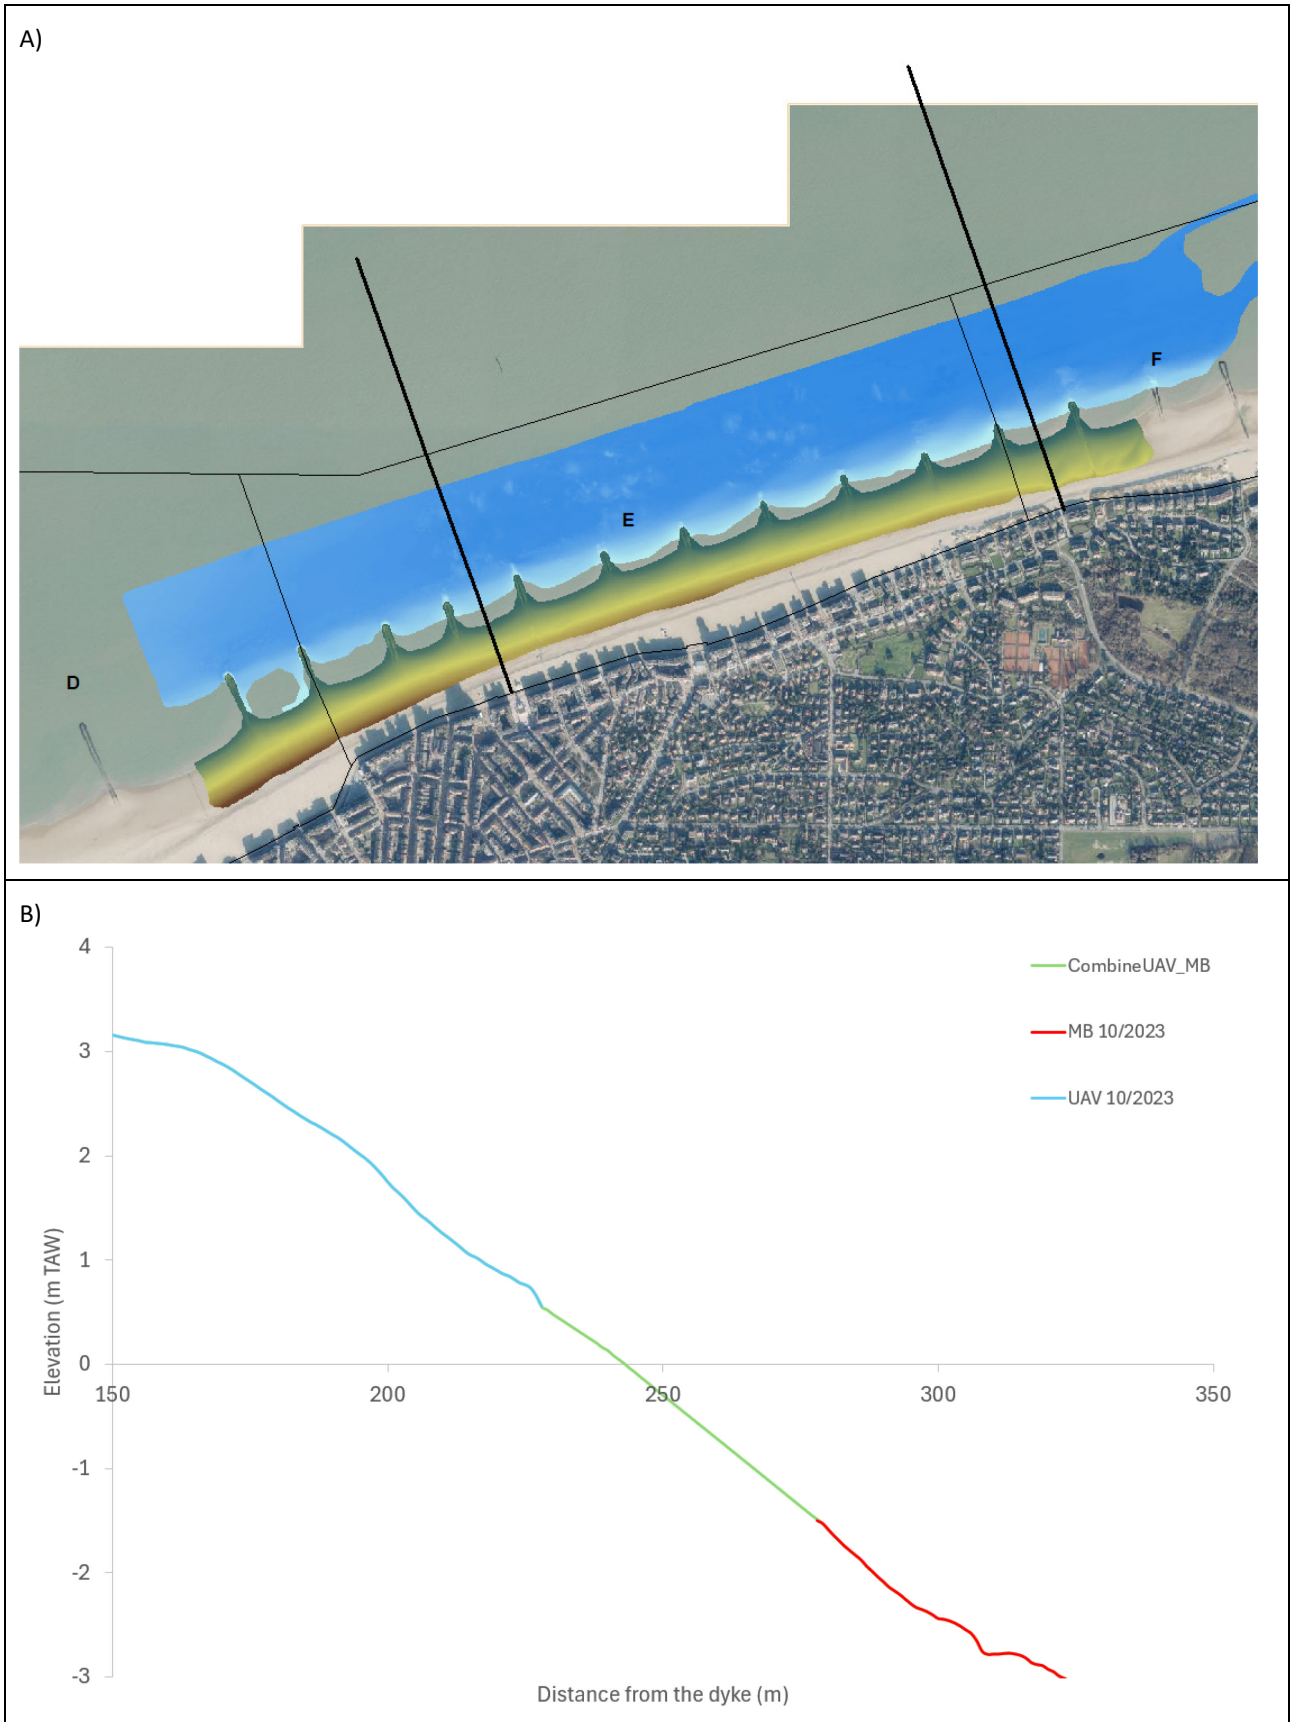 A)
F
E
D
B)
4
3
2
1
0
-1
-2
-3
150
200
250
300
350
Elevation (m TAW)
Distance from the dyke (m)
CombineUAV_MB
MB 10/2023
UAV 10/2023